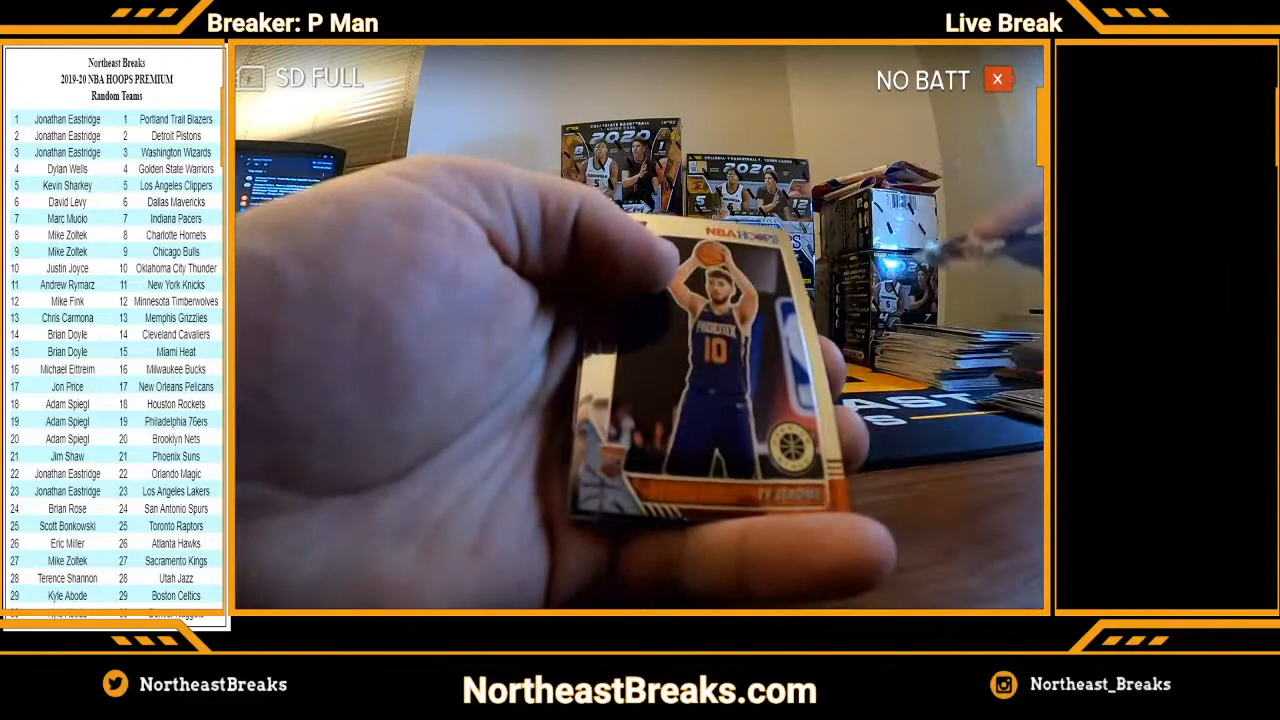 Breaker: P Man
Live Break
Northeast Breaks
2019-20 NBA HOOPS PREMIUM
Random Teams
1 Jonathan Eastridge 1 Portland Trail Blazers
2 Jonathan Eastridge 2 Detroit Pistons
3 Jonathan Eastridge 3 Washington Wizards
4 Dylan Wells 4 Golden State Warriors
5 Kevin Sharkey 5 Los Angeles Clippers
6 David Levy 6 Dallas Mavericks
7 Marc Muoio 7 Indiana Pacers
8 Mike Zoltek 8 Charlotte Hornets
9 Mike Zoltek 9 Chicago Bulls
10 Justin Joyce 10 Oklahoma City Thunder
11 Andrew Rymarz 11 New York Knicks
12 Mike Fink 12 Minnesota Timberwolves
13 Chris Carmona 13 Memphis Grizzlies
14 Brian Doyle 14 Cleveland Cavaliers
15 Brian Doyle 15 Miami Heat
16 Michael Eittreim 16 Milwaukee Bucks
17 Jon Price 17 New Orleans Pelicans
18 Adam Spiegl 18 Houston Rockets
19 Adam Spiegl 19 Philadelphia 76ers
20 Adam Spiegl 20 Brooklyn Nets
21 Jim Shaw 21 Phoenix Suns
22 Jonathan Eastridge 22 Orlando Magic
23 Jonathan Eastridge 23 Los Angeles Lakers
24 Brian Rose 24 San Antonio Spurs
25 Scott Bonkowski 25 Toronto Raptors
26 Eric Miller 26 Atlanta Hawks
27 Mike Zoltek 27 Sacramento Kings
28 Terence Shannon 28 Utah Jazz
29 Kyle Abode 29 Boston Celtics
SD FULL
NO BATT
2020
2020
NBA HOOPS
PHOENIX
10
TY JEROME
AST
NortheastBreaks
NortheastBreaks.com
Northeast_Breaks